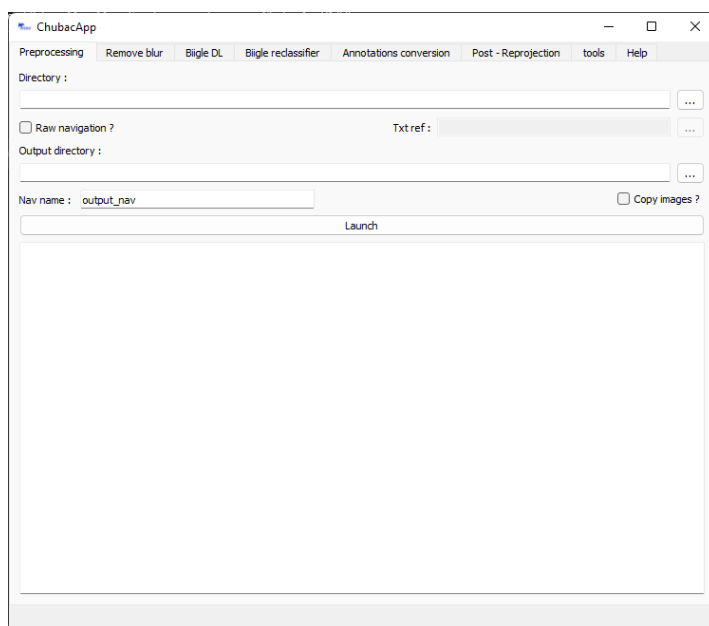 ChubacApp
Preprocessing Remove blur Biigle DL Biigle reclassifier Annotations conversion Post - Reprojection tools Help
Directory :
...
Raw navigation ? Txt ref : ...
Output directory :
...
Nav name : output_nav Copy images ?
Launch